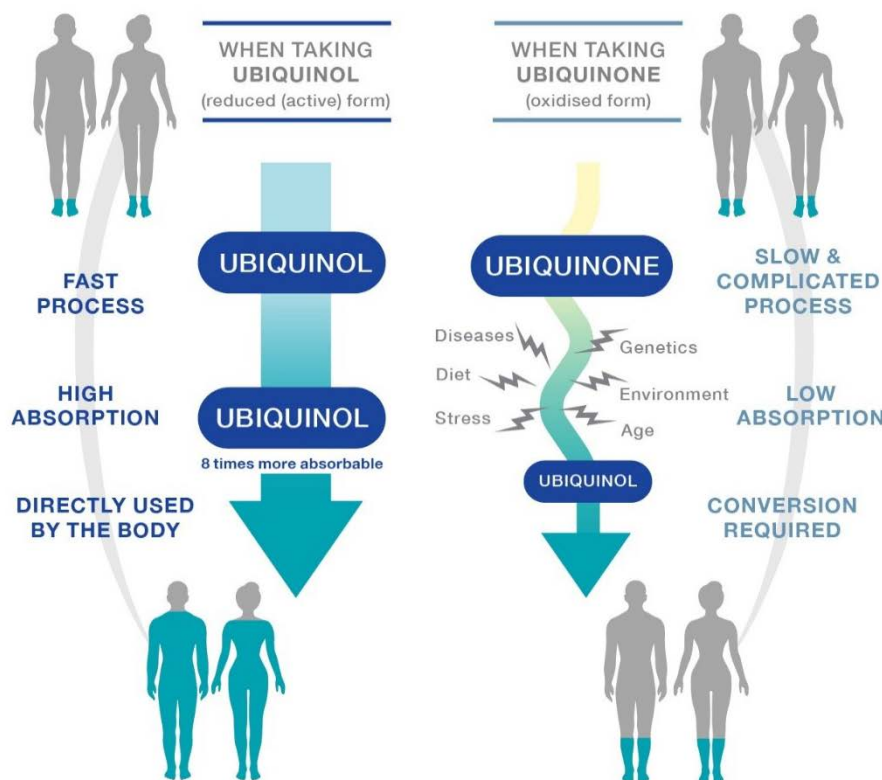 WHEN TAKING
UBIQUINOL
(reduced (active) form)
UBIQUINOL
FAST
PROCESS
HIGH
ABSORPTION
UBIQUINOL
8 times more absorbable
DIRECTLY USED
BY THE BODY
WHEN TAKING
UBIQUINONE
(oxidised form)
UBIQUINONE
SLOW &
COMPLICATED
PROCESS
Diseases
Genetics
Diet
Environment
Stress
Age
LOW
ABSORPTION
UBIQUINOL
CONVERSION
REQUIRED